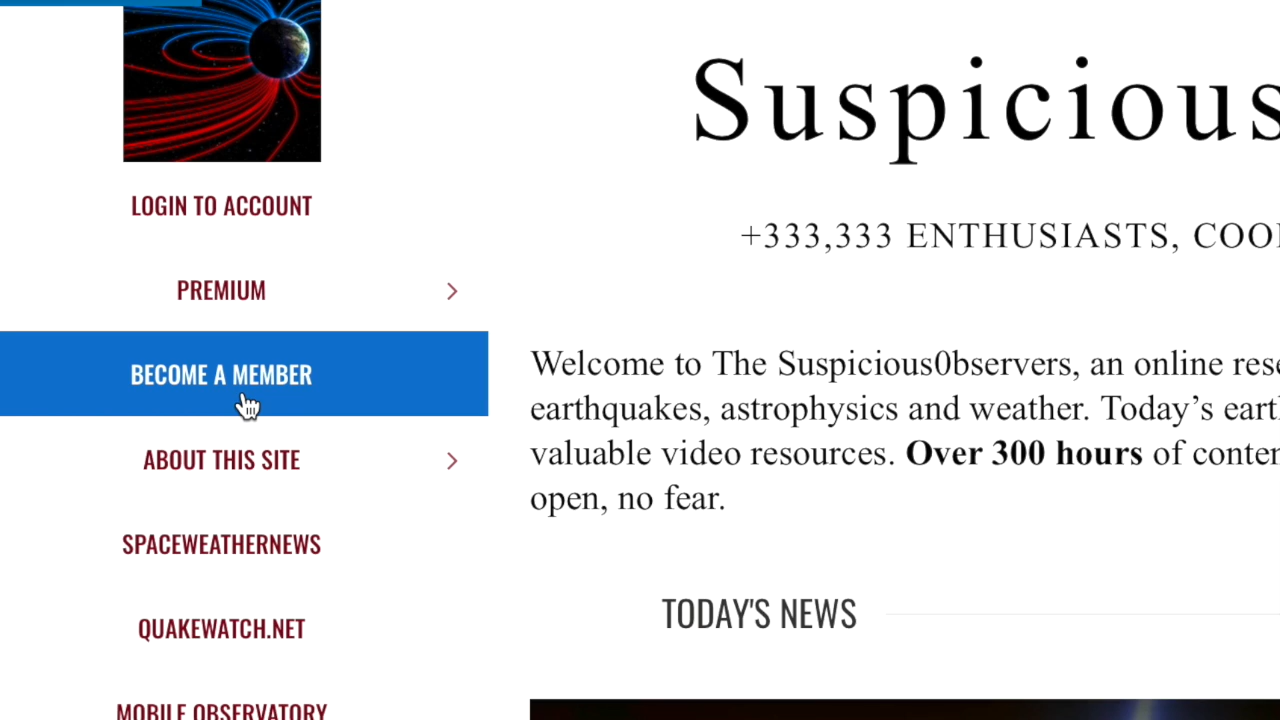 LOGIN TO ACCOUNT
PREMIUM
BECOME A MEMBER
ABOUT THIS SITE
SPACEWEATHERNEWS
QUAKEWATCH.NET
MOBILE OBSERVATORY
Suspicious
+333,333 ENTHUSIASTS,
Welcome to The Suspicious0bservers, an online
earthquakes, astrophysics and weather. Today’s
valuable video resources. Over 300 hours of
open, no fear.
TODAY'S NEWS